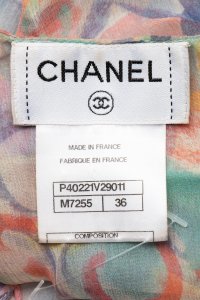 CHANEL
MADE IN FRANCE
FABRIQUE EN FRANCE
P40221V29011
M7255 36
COMPOSITION